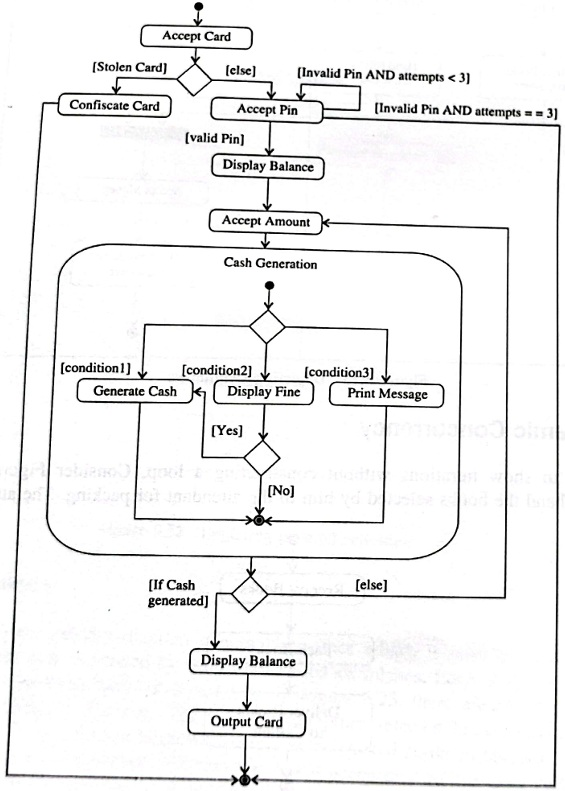 Accept Card
[Stolen Card]
[else]
[Invalid Pin AND attempts < 3]
Confiscate Card
Accept Pin
[Invalid Pin AND attempts = = 3]
[valid Pin]
Display Balance
Accept Amount
Cash Generation
[condition1]
[condition2]
[condition3]
Generate Cash
Display Fine
Print Message
[Yes]
[No]
[If Cash
generated]
[else]
Display Balance
Output Card